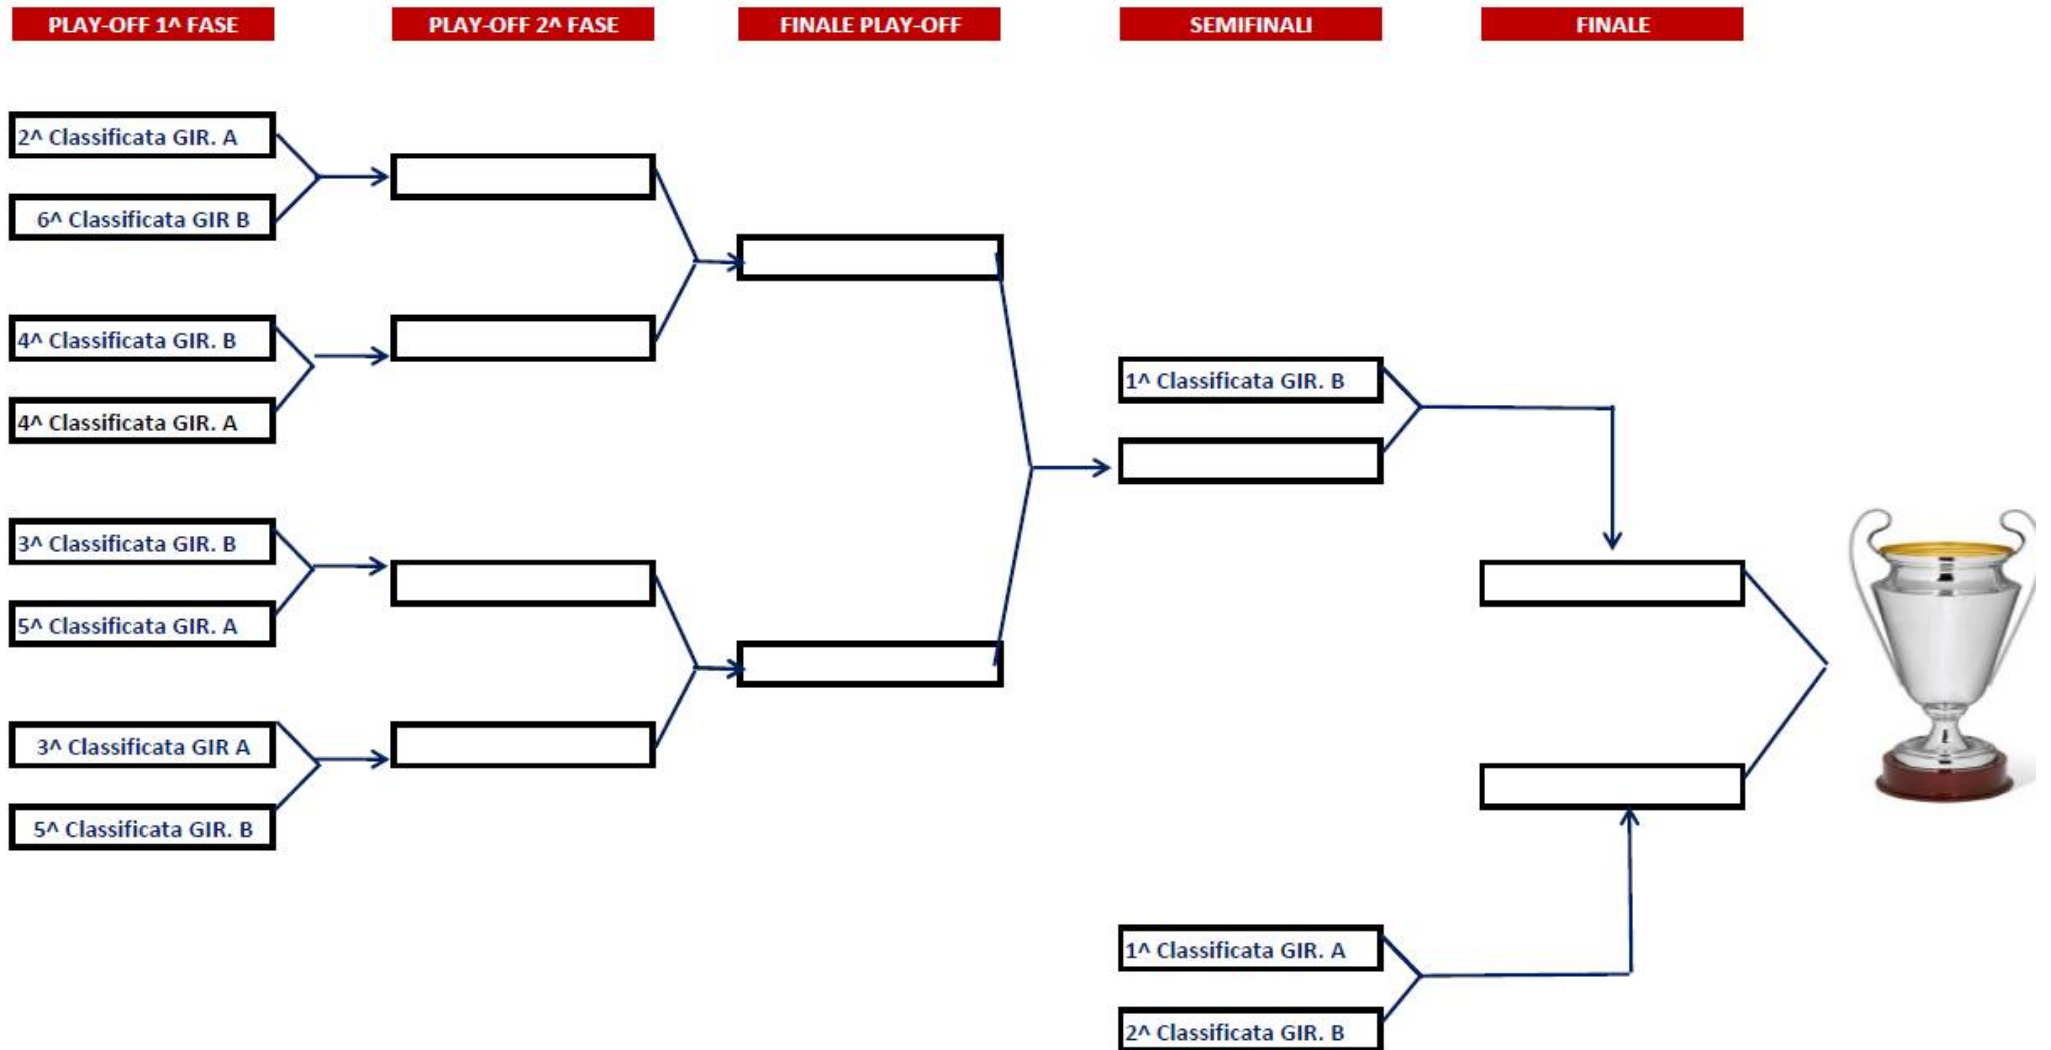 PLAY-OFF 1^ FASE
PLAY-OFF 2^ FASE
FINALE PLAY-OFF
SEMIFINALI
FINALE
2^ Classificata GIR. A
6^ Classificata GIR B
4^ Classificata GIR. B
4^ Classificata GIR. A
3^ Classificata GIR. B
5^ Classificata GIR. A
3^ Classificata GIR A
5^ Classificata GIR. B
1^ Classificata GIR. B
1^ Classificata GIR. A
2^ Classificata GIR. B